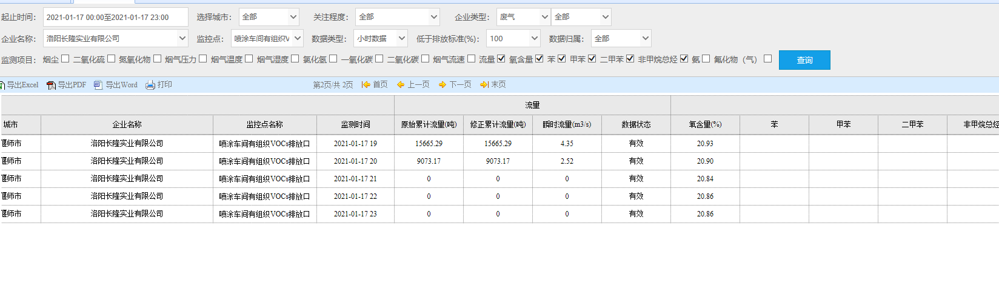 起止时间： 2021-01-17 00:00至2021-01-17 23:00 选择城市： 全部 关注程度： 全部 企业类型： 废气 全部
企业名称： 洛阳长隆实业有限公司 监控点： 喷涂车间有组织V 数据类型： 小时数据 低于排放标准(%)： 100 数据归属： 全部
监测项目： 烟尘 二氧化硫 氮氧化物 烟气压力 烟气温度 烟气湿度 氯化氢 一氧化碳 二氧化碳 烟气流速 流量 氧含量 苯 甲苯 二甲苯 非甲烷总烃 氨 氟化物（气） 查询
导出Excel 导出PDF 导出Word 打印 第2页/共 2页 首页 上一页 下一页 末页
流量
城市 企业名称 监控点名称 监测时间 原始累计流量(吨) 修正累计流量(吨) 瞬时流量(m3/s) 数据状态 氧含量(%) 苯 甲苯 二甲苯 非甲烷总烃
偃师市 洛阳长隆实业有限公司 喷涂车间有组织VOCs排放口 2021-01-17 19 15665.29 15665.29 4.35 有效 20.93
偃师市 洛阳长隆实业有限公司 喷涂车间有组织VOCs排放口 2021-01-17 20 9073.17 9073.17 2.52 有效 20.90
偃师市 洛阳长隆实业有限公司 喷涂车间有组织VOCs排放口 2021-01-17 21 0 0 0 有效 20.84
偃师市 洛阳长隆实业有限公司 喷涂车间有组织VOCs排放口 2021-01-17 22 0 0 0 有效 20.86
偃师市 洛阳长隆实业有限公司 喷涂车间有组织VOCs排放口 2021-01-17 23 0 0 0 有效 20.86